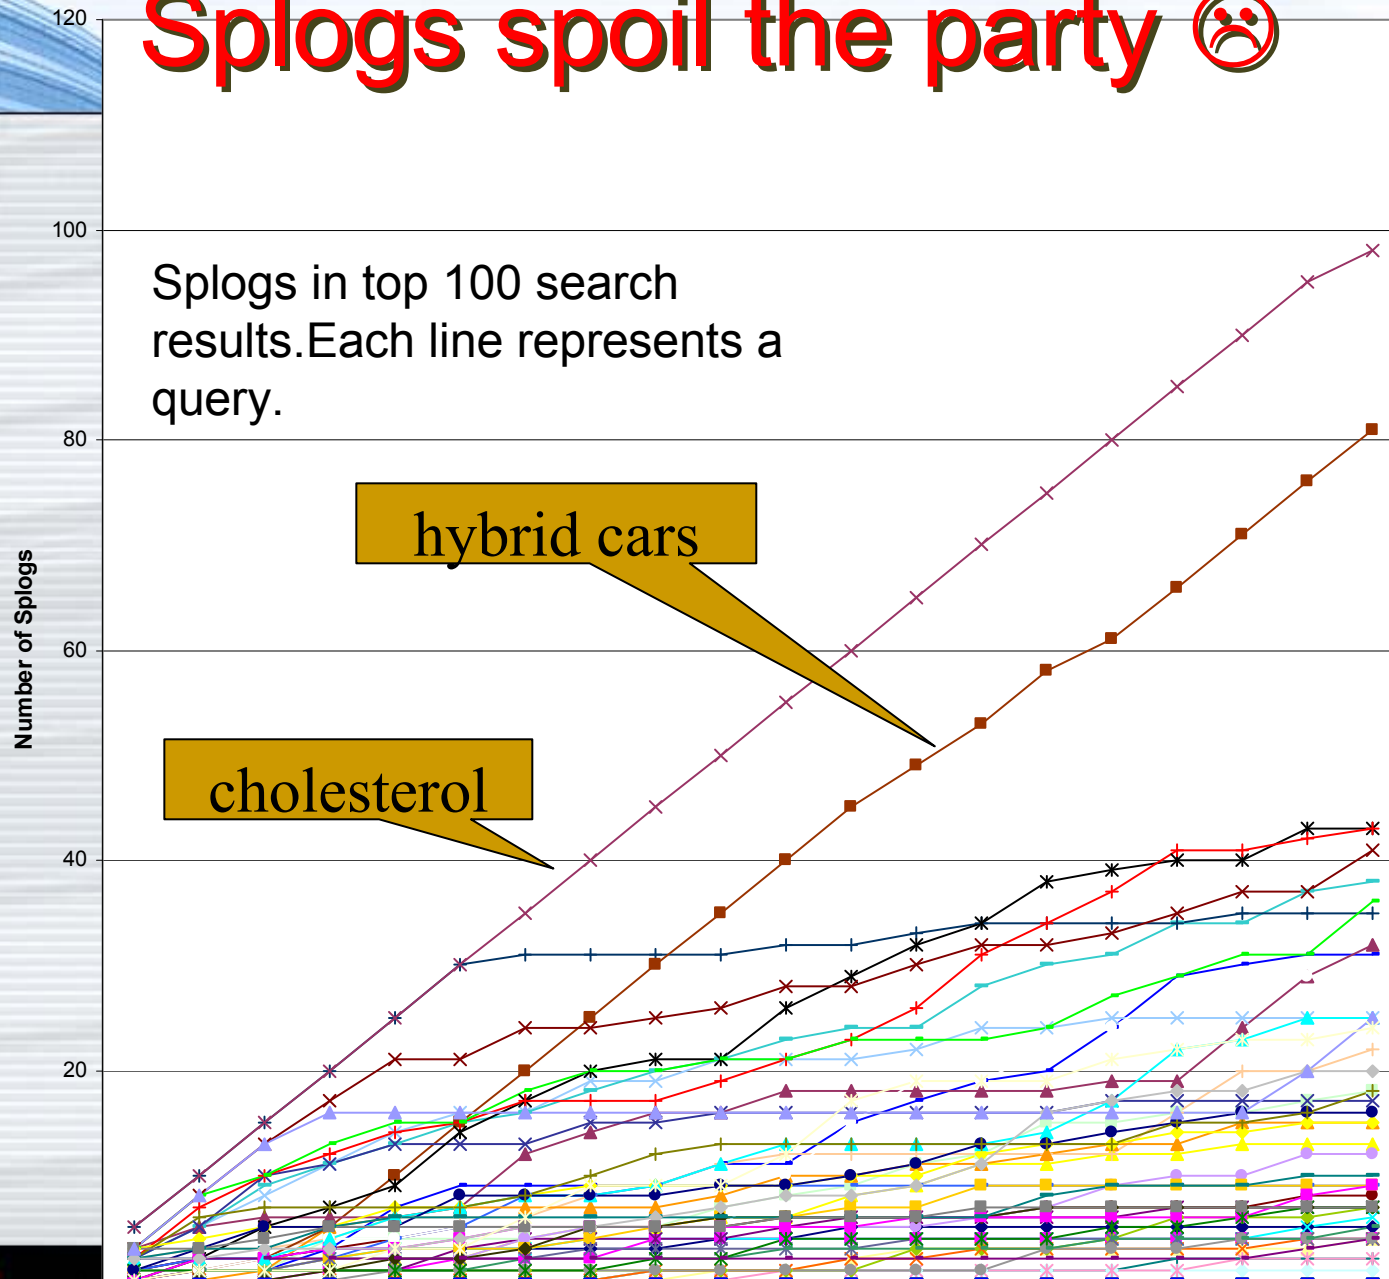 Splogs spoil the party ☹
120
100
Splogs in top 100 search
results.Each line represents a
query.
80
hybrid cars
Number of Splogs
60
cholesterol
40
20